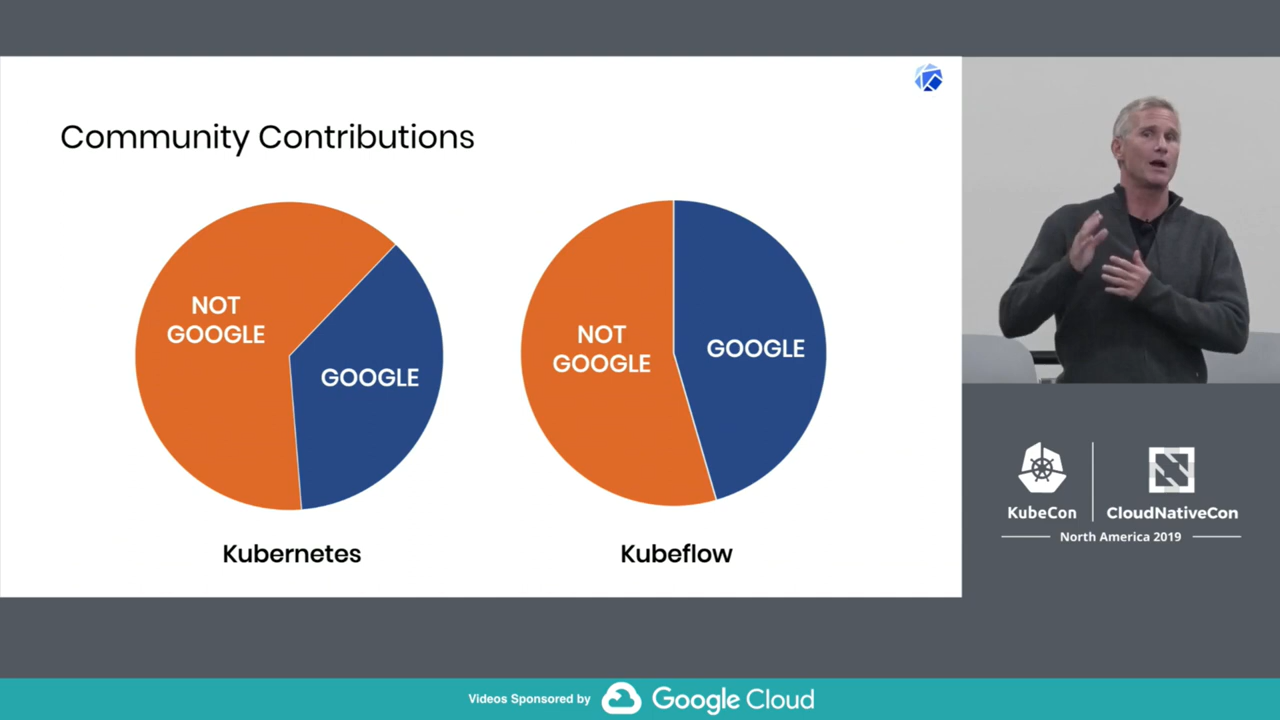 Community Contributions
NOT
GOOGLE
GOOGLE
Kubernetes
NOT
GOOGLE
GOOGLE
Kubeflow
KubeCon
CloudNativeCon
North America 2019
Videos Sponsored by
Google Cloud